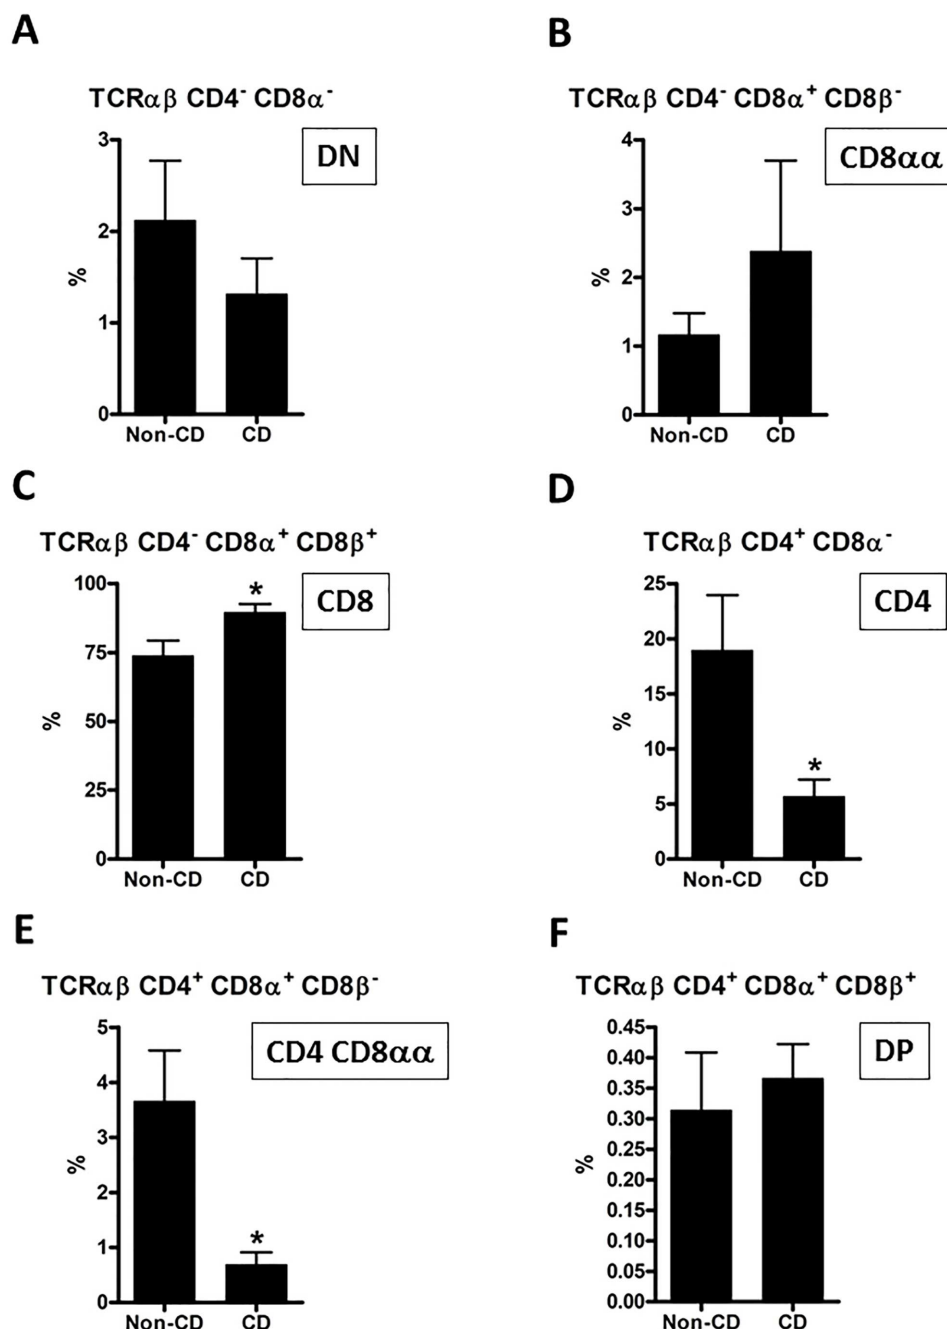 A
TCRαβ CD4⁻ CD8α⁻
DN
3
2
1
0
%
Non-CD CD
B
TCRαβ CD4⁻ CD8α⁺ CD8β⁻
CD8αα
4
3
2
1
0
%
Non-CD CD
C
TCRαβ CD4⁻ CD8α⁺ CD8β⁺
CD8
100
75
50
25
0
%
*
Non-CD CD
D
TCRαβ CD4⁺ CD8α⁻
CD4
25
20
15
10
5
0
%
*
Non-CD CD
E
TCRαβ CD4⁺ CD8α⁺ CD8β⁻
CD4 CD8αα
5
4
3
2
1
0
%
*
Non-CD CD
F
TCRαβ CD4⁺ CD8α⁺ CD8β⁺
DP
0.45
0.40
0.35
0.30
0.25
0.20
0.15
0.10
0.05
0.00
%
Non-CD CD